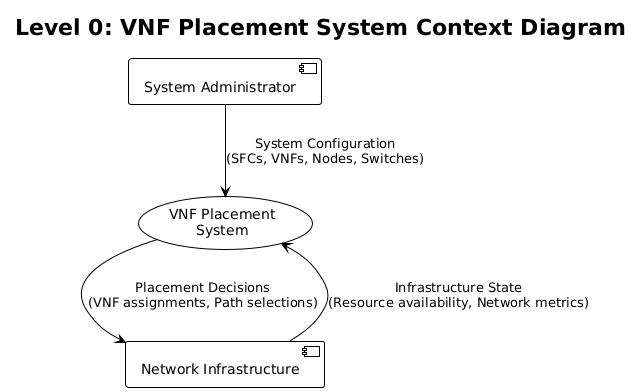 Level 0: VNF Placement System Context Diagram
System Administrator
System Configuration
(SFCs, VNFs, Nodes, Switches)
VNF Placement
System
Placement Decisions
(VNF assignments, Path selections)
Infrastructure State
(Resource availability, Network metrics)
Network Infrastructure